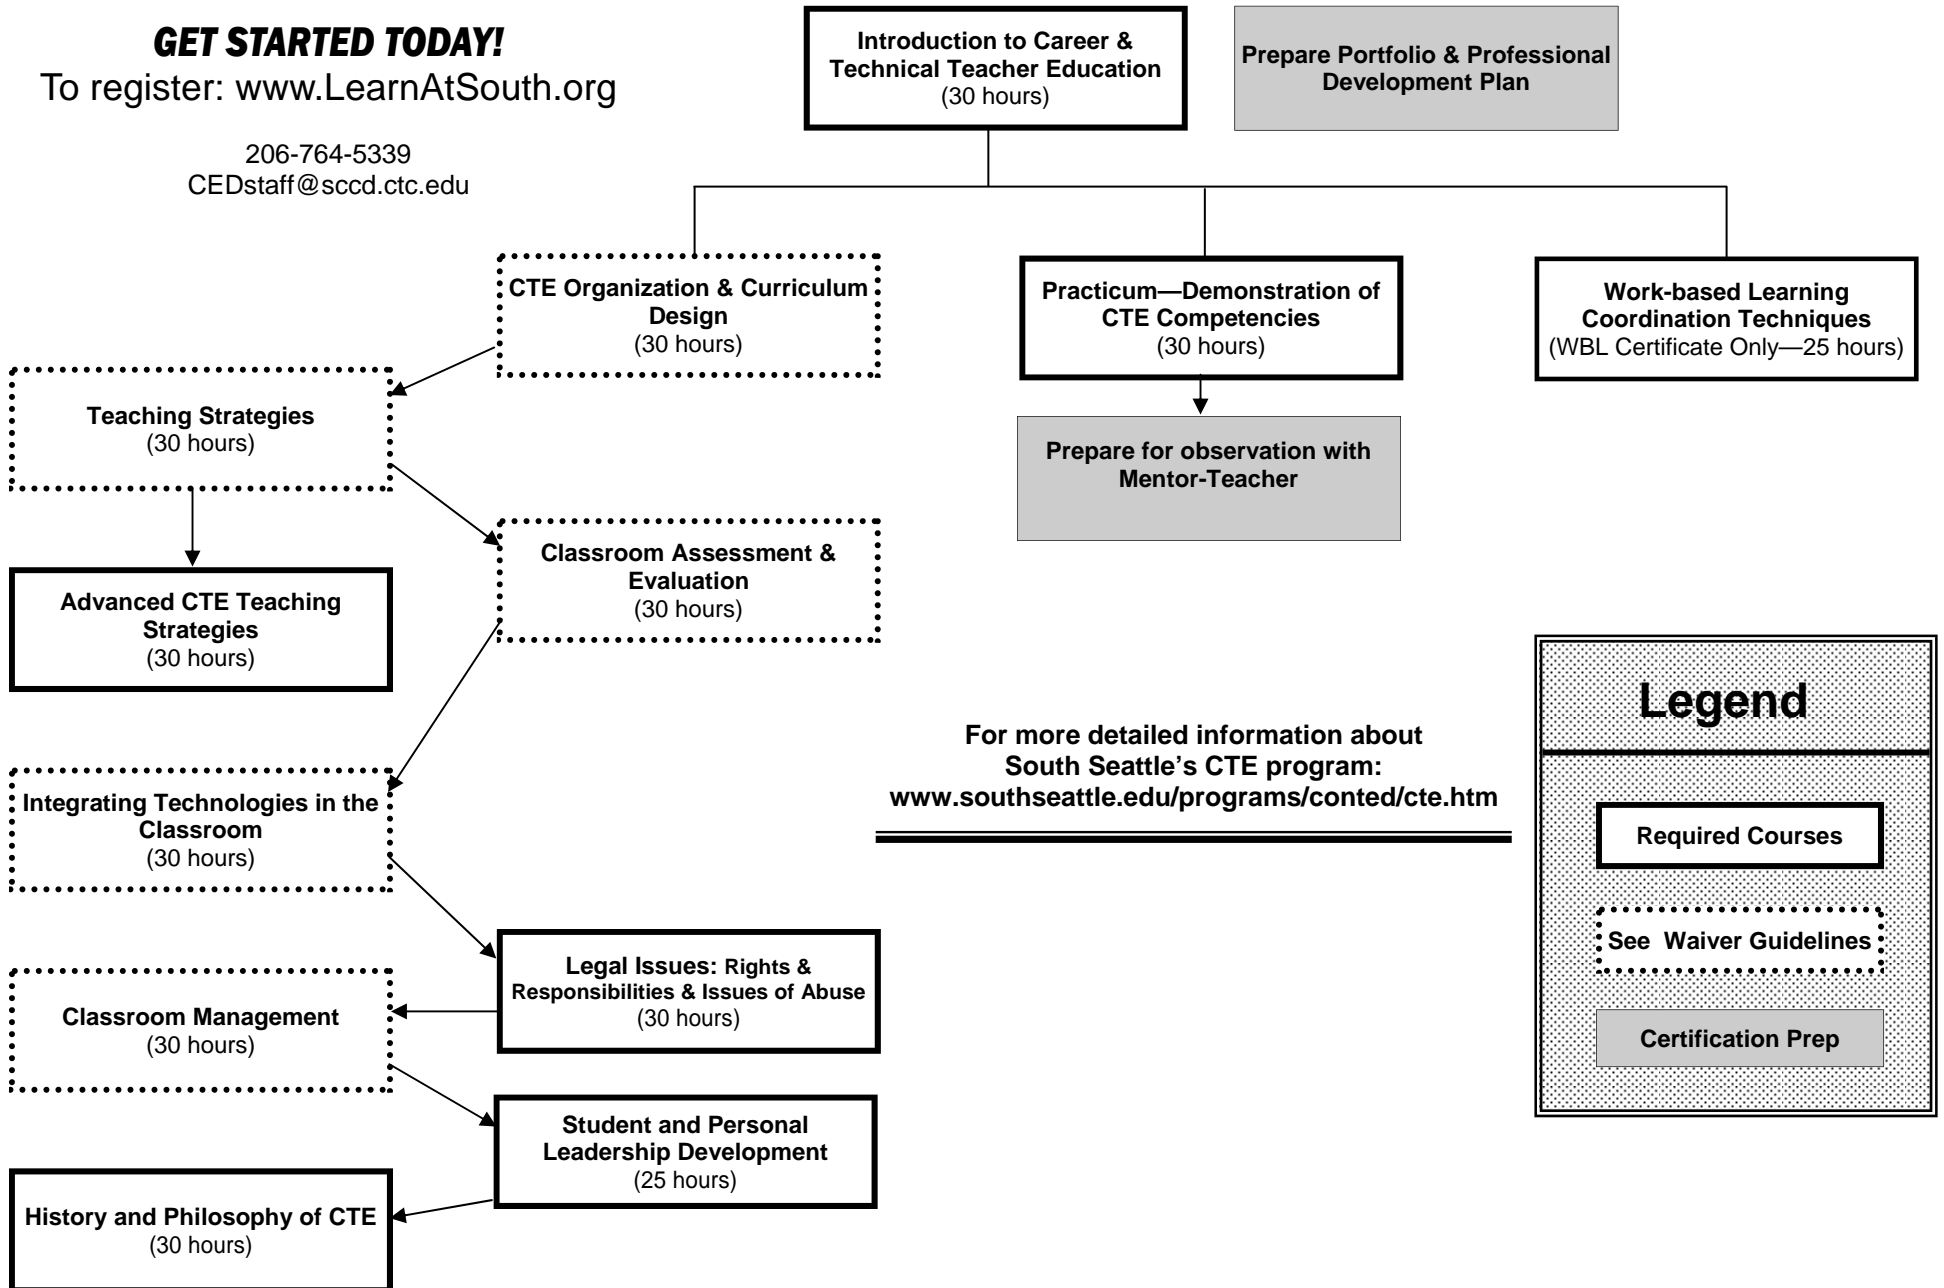 GET STARTED TODAY!
To register: www.LearnAtSouth.org
206-764-5339
CEDstaff@sccd.ctc.edu
Introduction to Career &
Technical Teacher Education
(30 hours)
Prepare Portfolio & Professional
Development Plan
CTE Organization & Curriculum
Design
(30 hours)
Practicum—Demonstration of
CTE Competencies
(30 hours)
Work-based Learning
Coordination Techniques
(WBL Certificate Only—25 hours)
Teaching Strategies
(30 hours)
Prepare for observation with
Mentor-Teacher
Classroom Assessment &
Evaluation
(30 hours)
Advanced CTE Teaching
Strategies
(30 hours)
For more detailed information about
South Seattle’s CTE program:
www.southseattle.edu/programs/conted/cte.htm
Integrating Technologies in the
Classroom
(30 hours)
Legal Issues: Rights &
Responsibilities & Issues of Abuse
(30 hours)
Classroom Management
(30 hours)
Student and Personal
Leadership Development
(25 hours)
History and Philosophy of CTE
(30 hours)
Legend
Required Courses
See Waiver Guidelines
Certification Prep